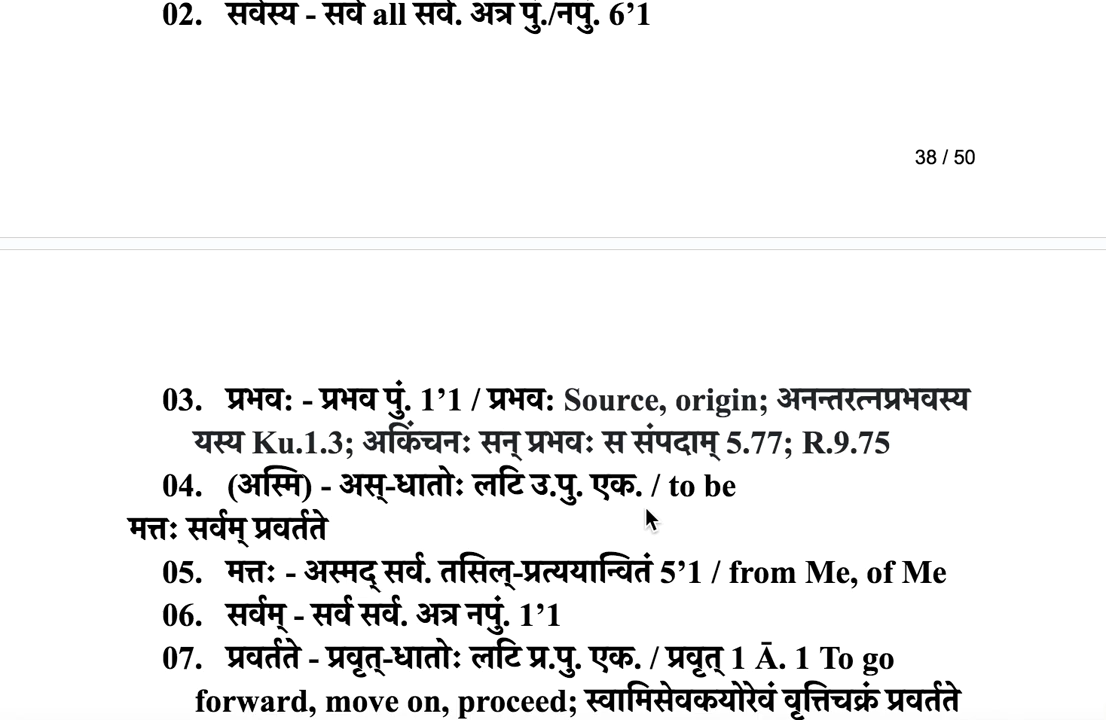 02. सर्वस्य - सर्व all सर्व. अत्र पुं./नपुं. 6’1
38 / 50
03. प्रभवः - प्रभव पुं. 1’1 / प्रभव: Source, origin; अनन्तरत्नप्रभवस्य
यस्य Ku.1.3; अकिंचनः सन् प्रभवः स संपदाम् 5.77; R.9.75
04. (अस्मि) - अस्-धातोः लटि उ.पु. एक. / to be
मत्तः सर्वम् प्रवर्तते
05. मत्तः - अस्मद् सर्व. तसिल्-प्रत्ययान्वितं 5’1 / from Me, of Me
06. सर्वम् - सर्व सर्व. अत्र नपुं. 1’1
07. प्रवर्तते - प्रवृत्-धातोः लटि प्र.पु. एक. / प्रवृत् 1 Ā. 1 To go
forward, move on, proceed; स्वामिसेवकयोरेवं वृत्तिचक्रं प्रवर्तते